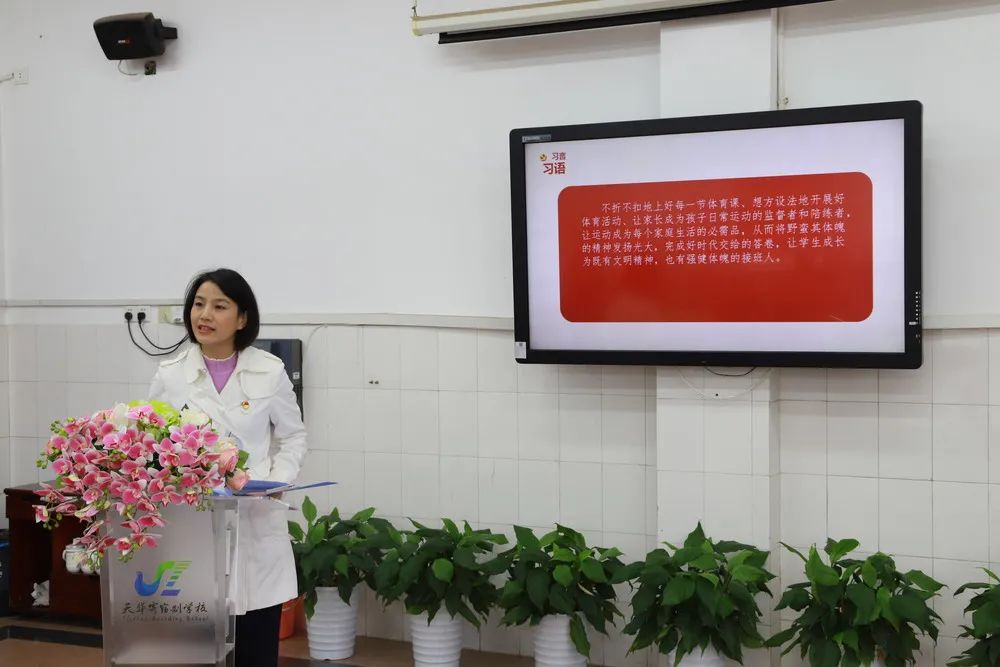 习言
习语
不折不扣地上好每一节体育课、想方设法地开展好
体育活动、让家长成为孩子日常运动的监督者和陪练者，
让运动成为每个家庭生活的必需品，从而将野蛮其体魄
的精神发扬光大，完成好时代交给的答卷，让学生成长
为既有文明精神，也有强健体魄的接班人。
天华寄宿制学校
Tianhua Boarding School